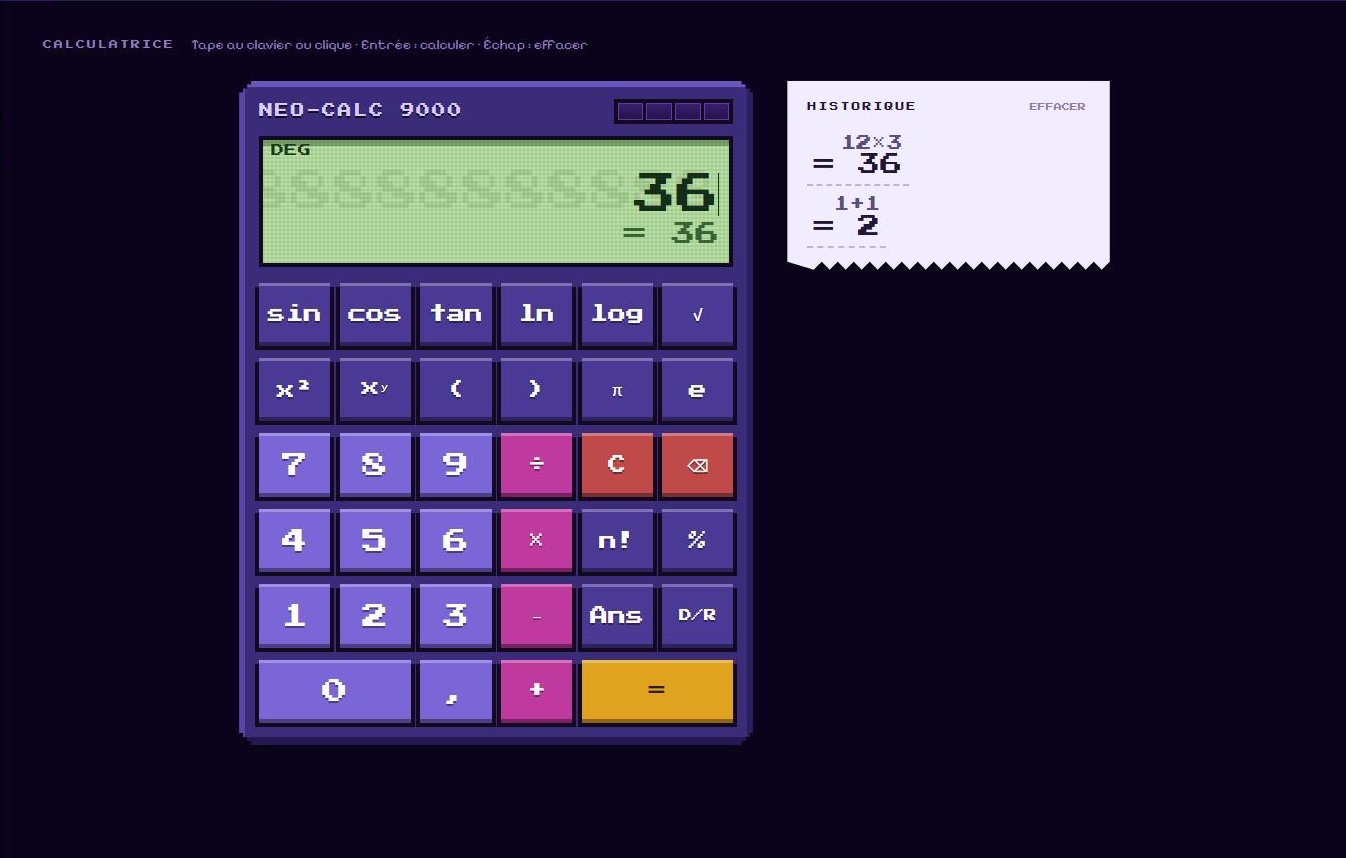 CALCULATRICE Tape au clavier ou clique · Entrée : calculer · Échap : effacer
NEO-CALC 9000
DEG
36
= 36
sin cos tan ln log √
x² xʸ ( ) π e
7 8 9 ÷ C ⌫
4 5 6 × n! %
1 2 3 − Ans D/R
0 , + =
HISTORIQUE EFFACER
12×3
= 36
1+1
= 2